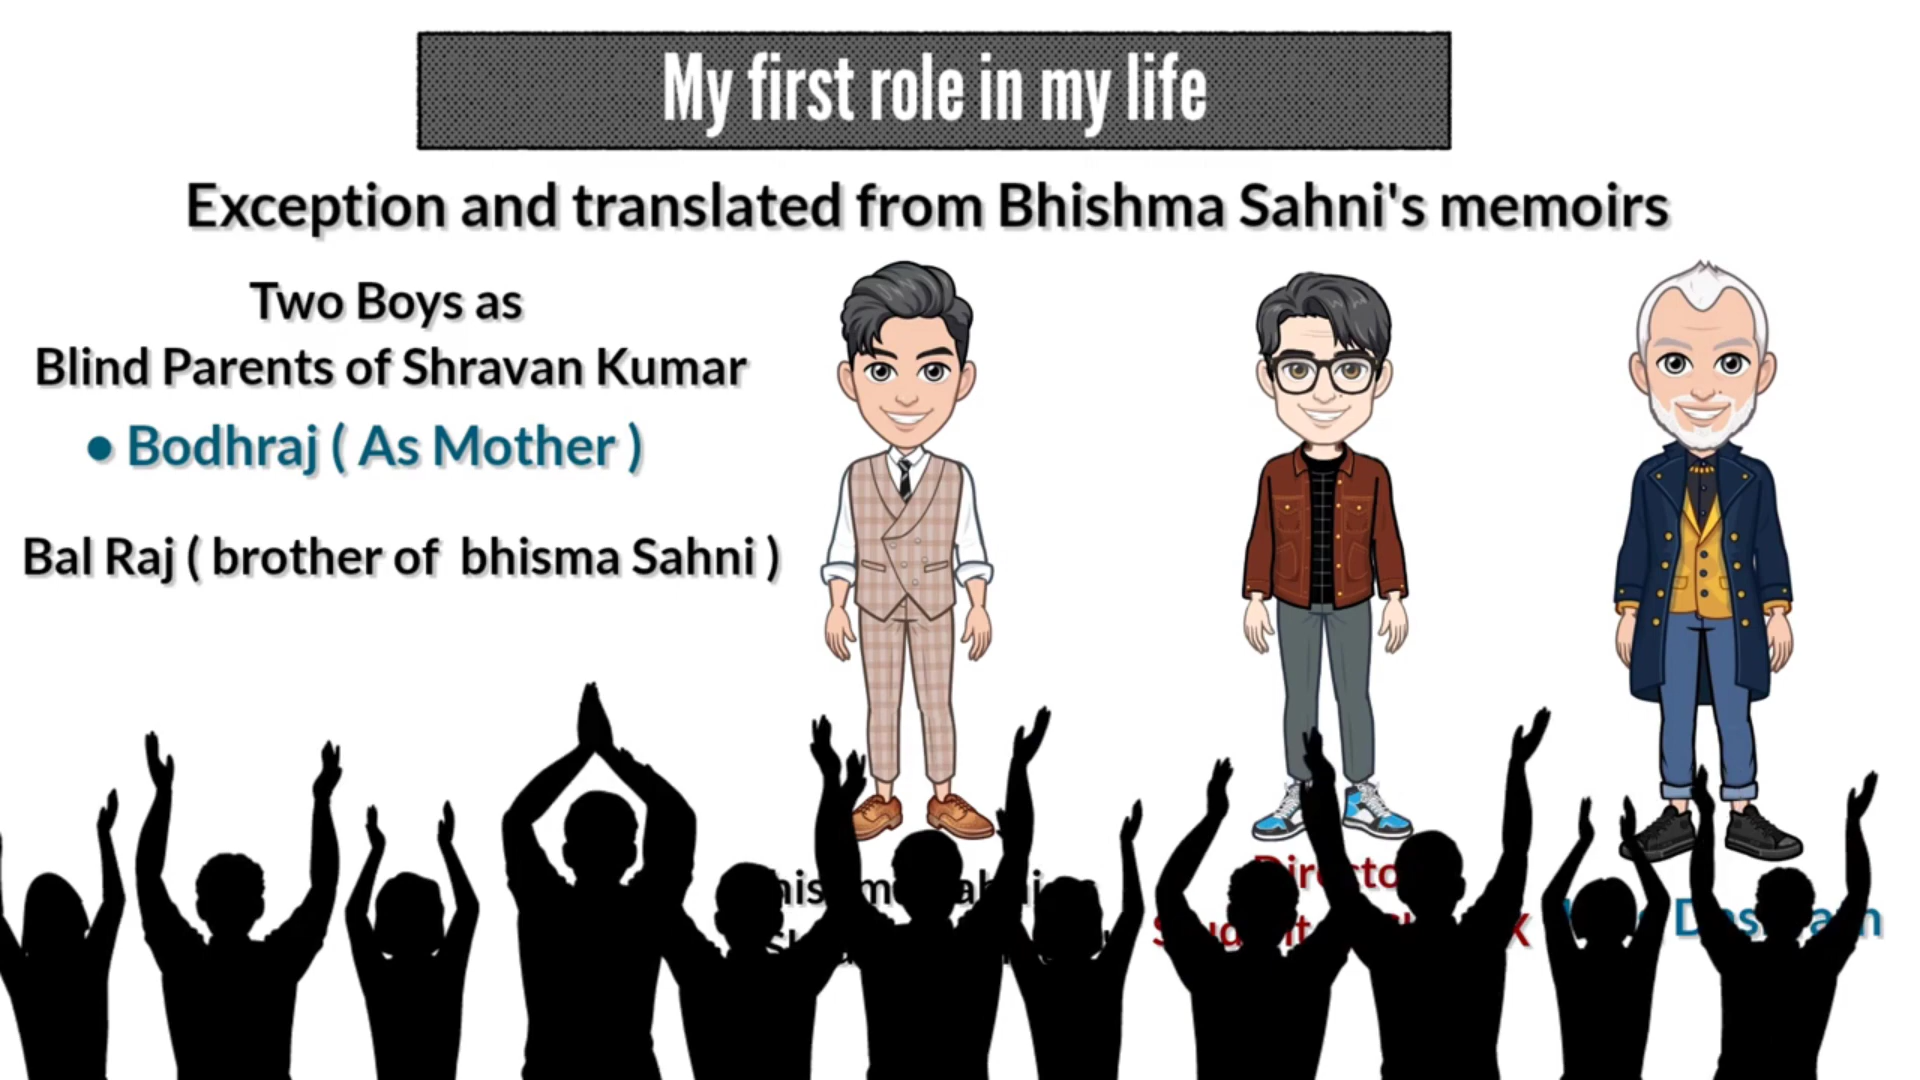 My first role in my life
Exception and translated from Bhishma Sahni's memoirs
Two Boys as
Blind Parents of Shravan Kumar
• Bodhraj ( As Mother )
Bal Raj ( brother of bhisma Sahni )